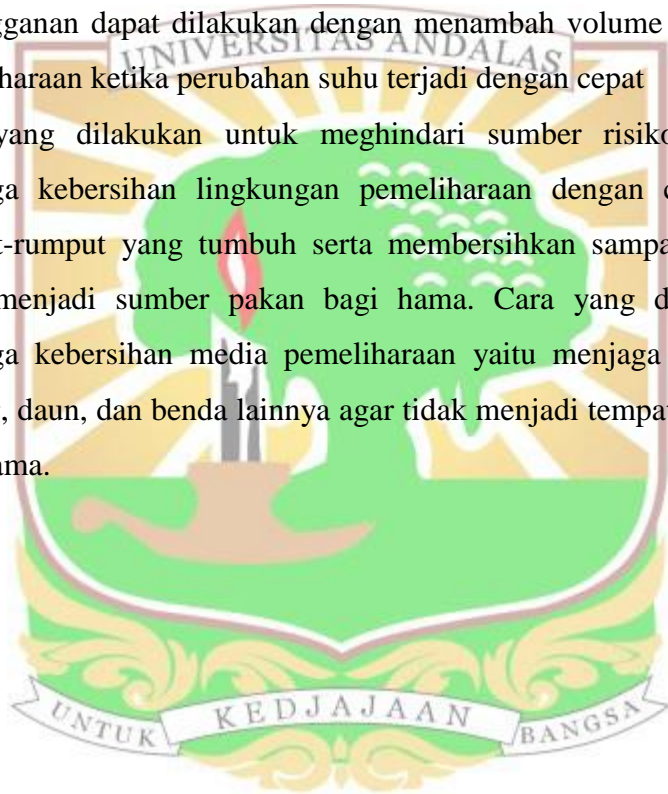 gganan dapat dilakukan dengan menambah volume
UNIVERSITAS ANDALAS
haraan ketika perubahan suhu terjadi dengan cepat
yang dilakukan untuk meghindari sumber risiko
ga kebersihan lingkungan pemeliharaan dengan c
t-rumput yang tumbuh serta membersihkan sampa
menjadi sumber pakan bagi hama. Cara yang d
ga kebersihan media pemeliharaan yaitu menjaga
, daun, dan benda lainnya agar tidak menjadi tempat
ama.
UNTUK KEDJAJAAN BANGSA